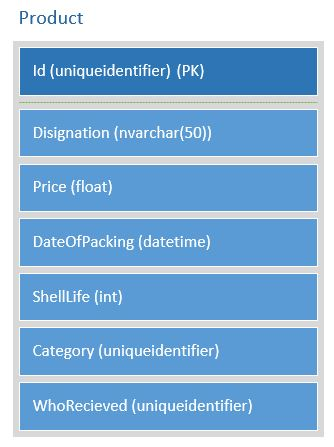 Product
Id (uniqueidentifier) (PK)
Disignation (nvarchar(50))
Price (float)
DateOfPacking (datetime)
ShellLife (int)
Category (uniqueidentifier)
WhoRecieved (uniqueidentifier)